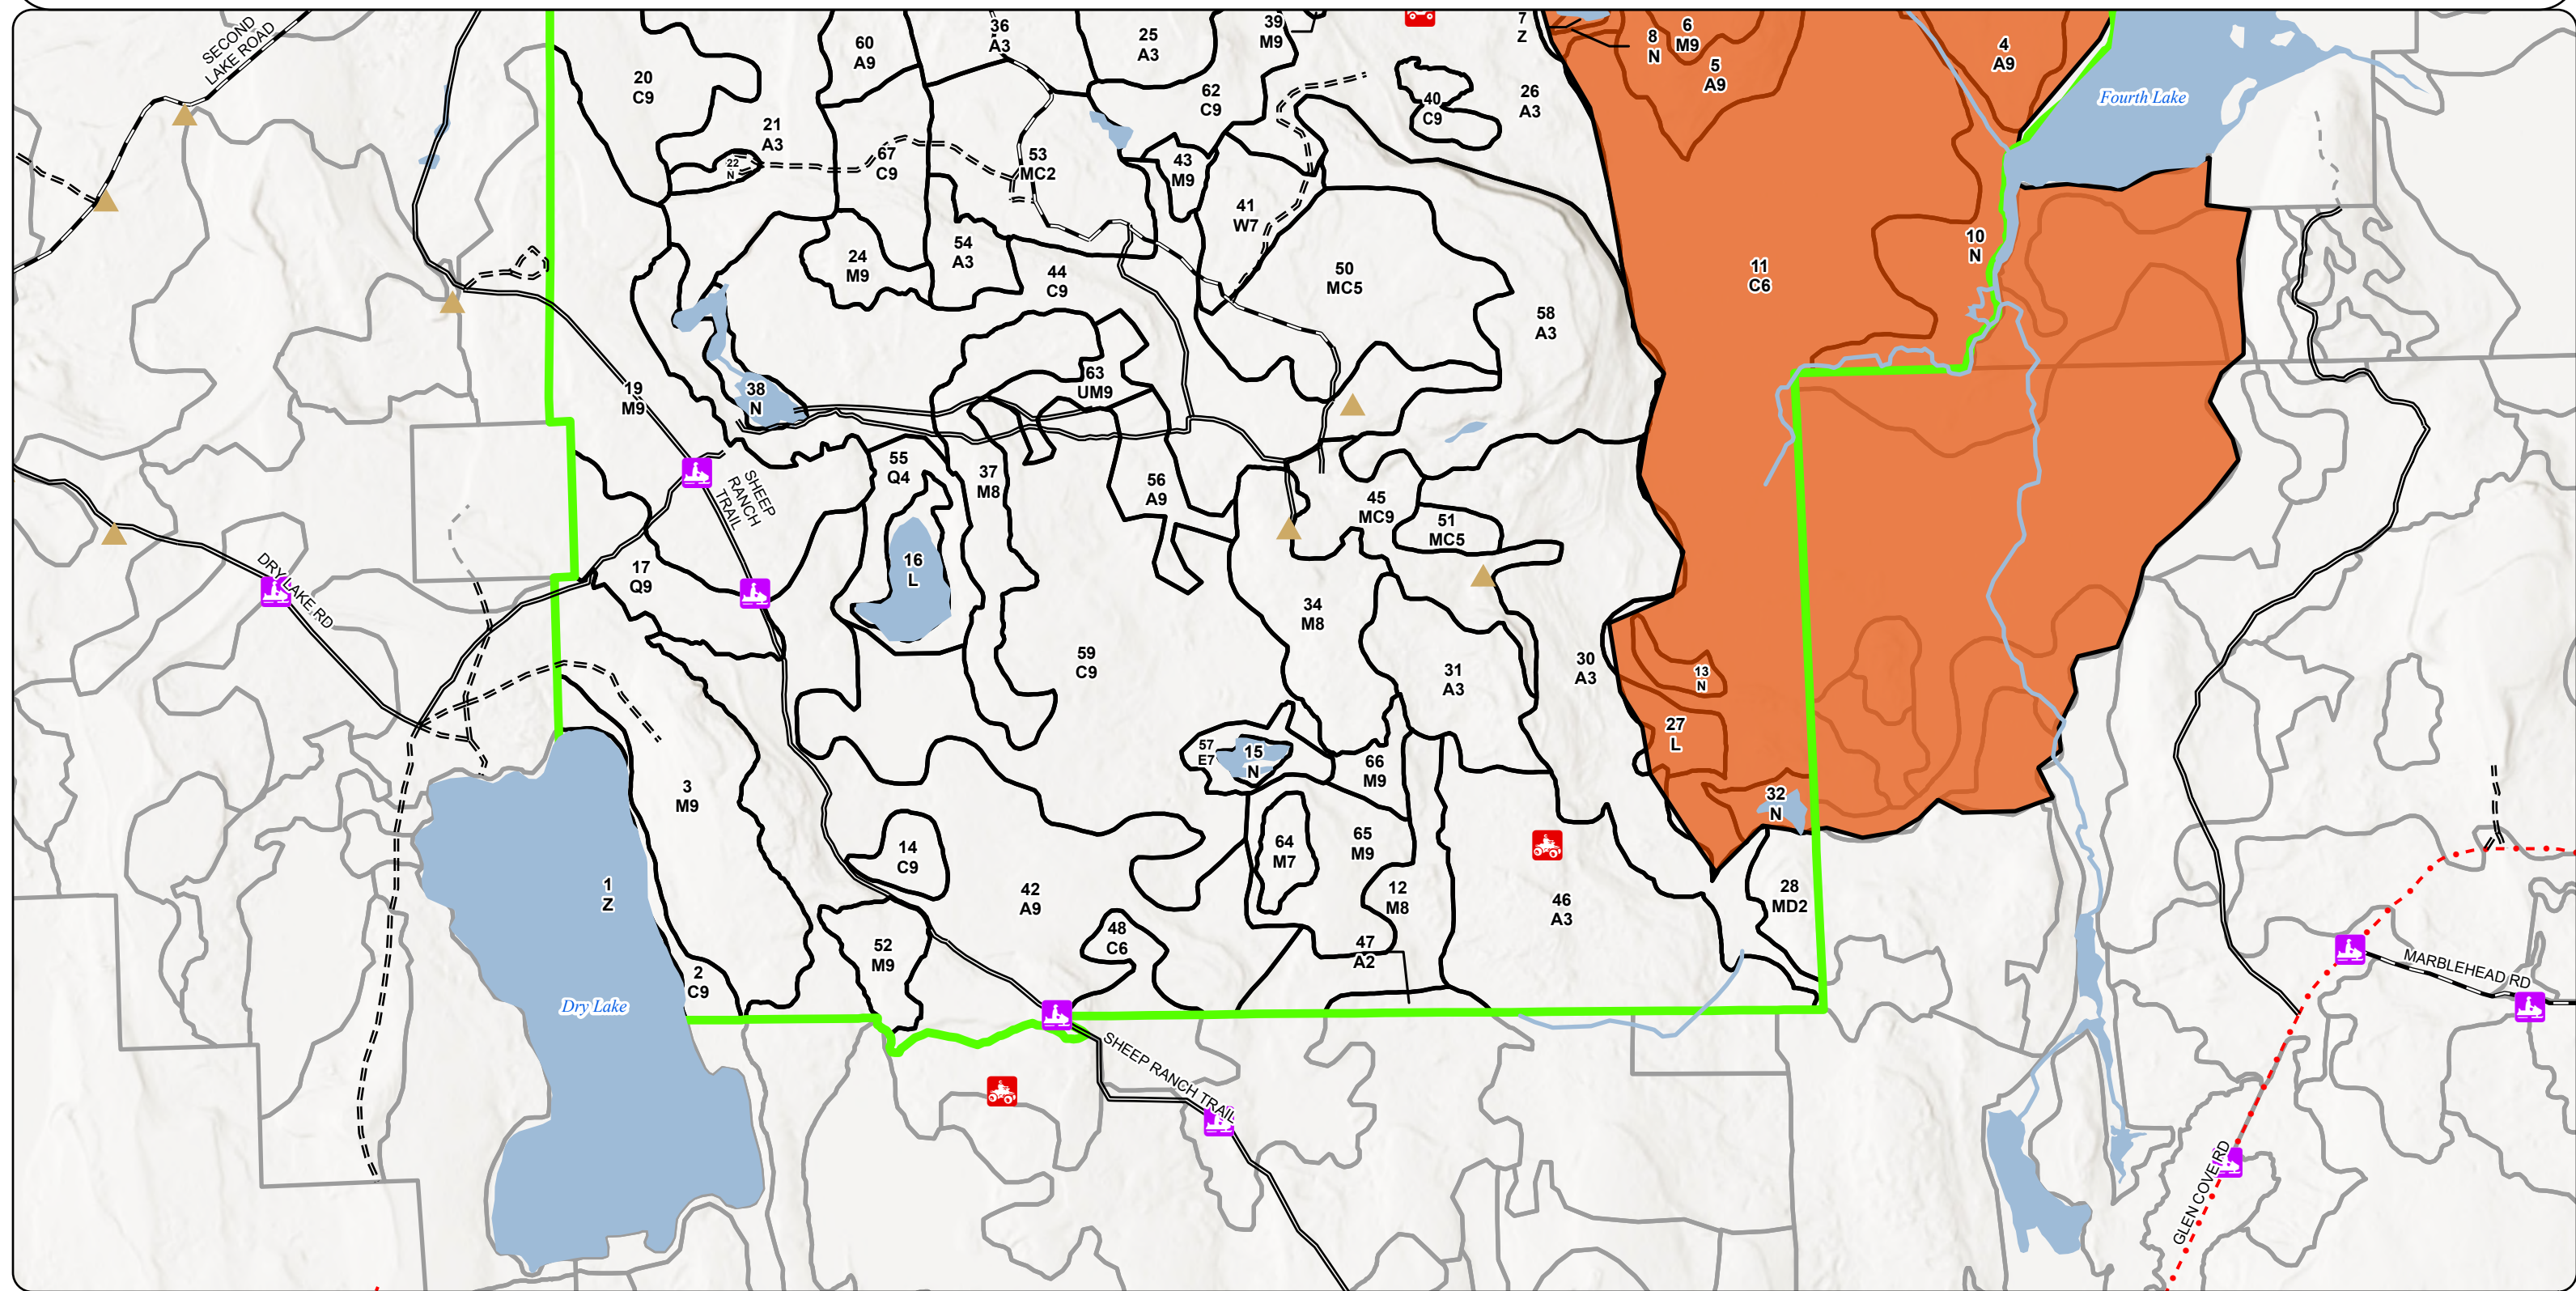 SECOND
LAKE ROAD
60
A9
36
A3
25
A3
39
M9
7
Z
8
N
6
M9
5
A9
4
A9
Fourth Lake
20
C9
21
A3
22
N
67
C9
53
MC2
62
C9
43
M9
40
C9
26
A3
41
W7
24
M9
54
A3
44
C9
50
MC5
58
A3
11
C6
10
N
19
M9
38
N
63
UM9
SHEEP
RANCH
TRAIL
55
Q4
37
M8
56
A9
45
MC9
51
MC5
DRY LAKE RD
17
Q9
16
L
34
M8
59
C9
31
A3
30
A3
13
N
27
L
57
E7
15
N
66
M9
32
N
3
M9
14
C9
64
M7
65
M9
1
Z
42
A9
12
M8
46
A3
28
MD2
52
M9
48
C6
47
A2
2
C9
Dry Lake
MARBLEHEAD RD
SHEEP RANCH TRAIL
GLEN COVE RD